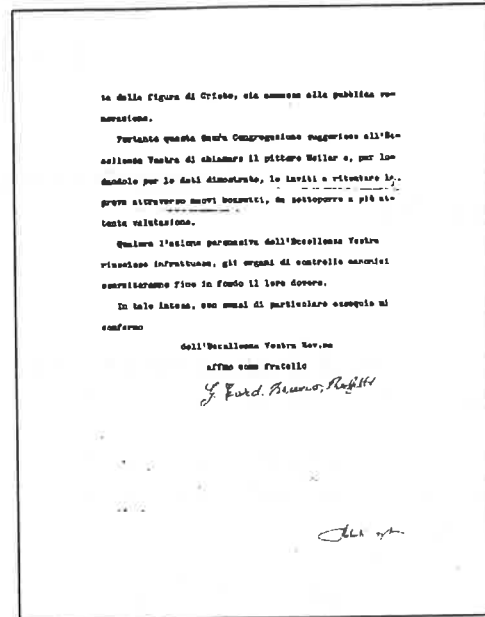 ta della figura di Cristo, sia ammessa alla pubblica ve-
nerazione.
Pertanto questa Sacra Congregazione suggerisce all'Ec-
cellenza Vostra di chiamare il pittore e, pur lo-
dandolo per le doti dimostrate, lo inviti a ritentare la
prova attraverso nuovi bozzetti, da sottoporre a più at-
tenta valutazione.
Qualora l'azione persuasiva dell'Eccellenza Vostra
riuscisse infruttuosa, gli organi di controllo canonici
eserciteranno fino in fondo il loro dovere.
In tale intesa, con sensi di particolare ossequio mi
confermo
dell'Eccellenza Vostra Rev.ma
affmo come fratello
Card.